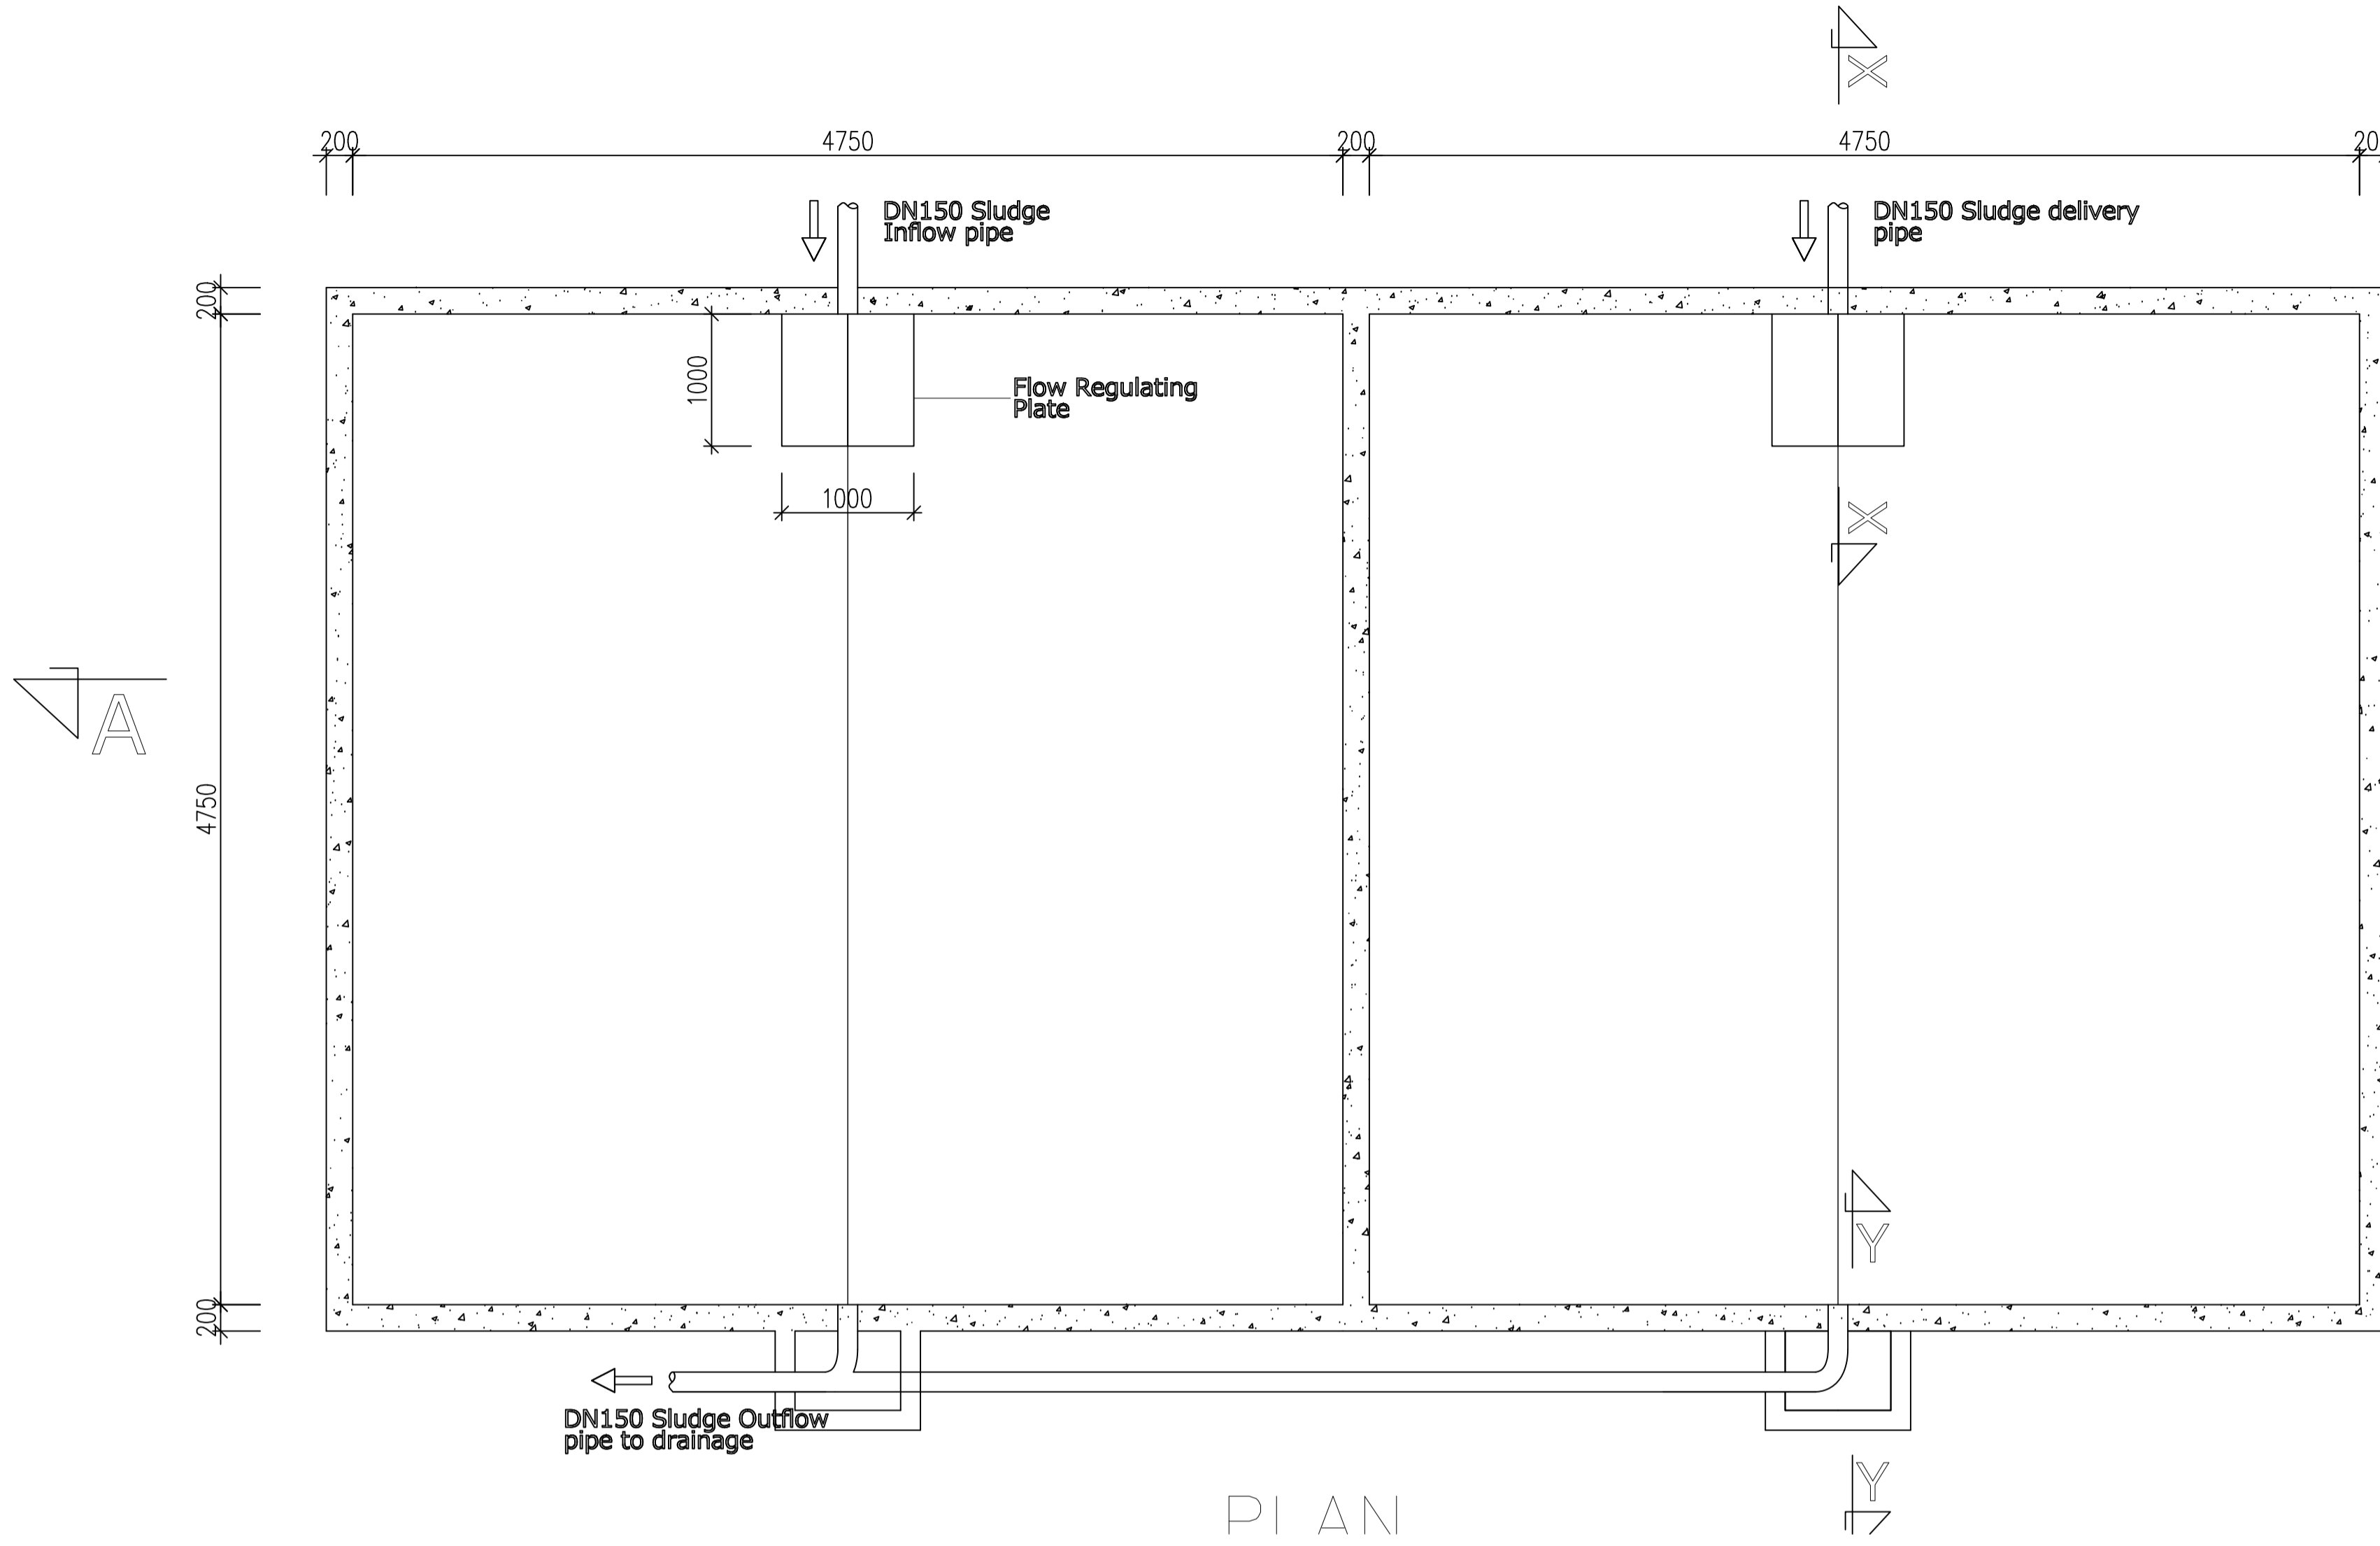 X
200
4750
200
4750
20
DN150 Sludge
Inflow pipe
DN150 Sludge delivery
pipe
200
1000
Flow Regulating
Plate
1000
X
A
4750
Y
200
DN150 Sludge Outflow
pipe to drainage
Y
PLAN